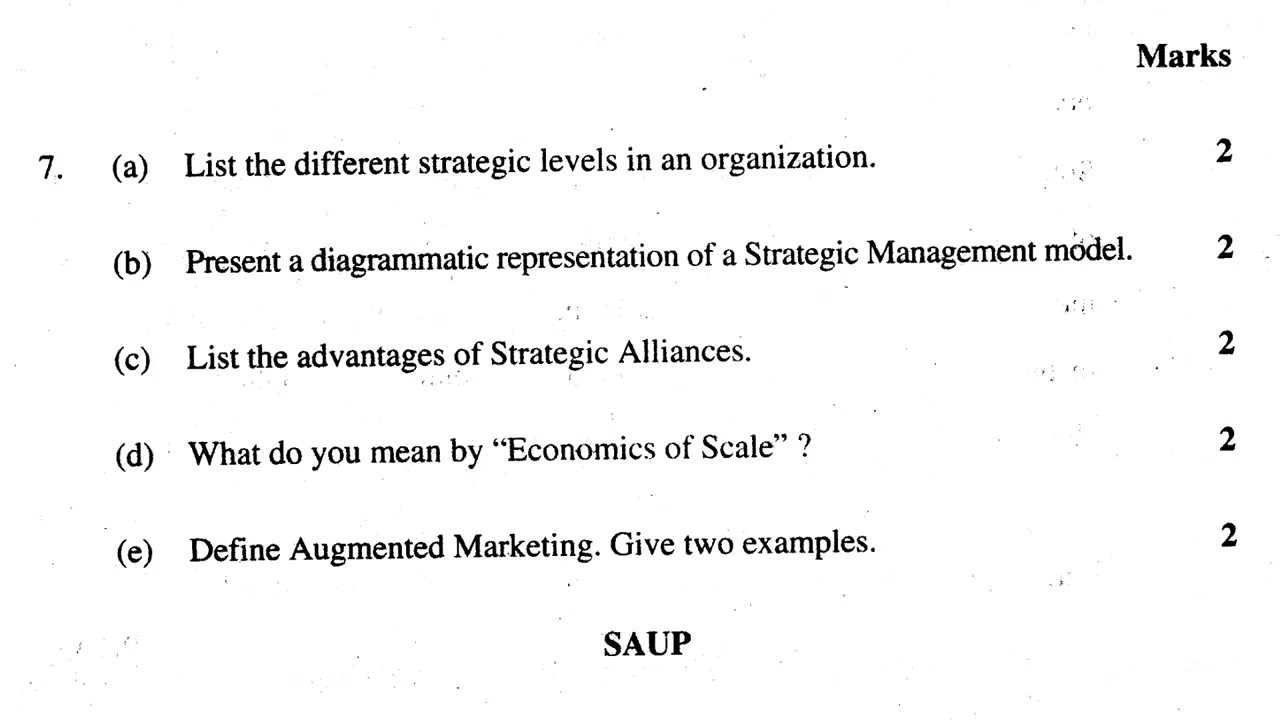 Marks
7. (a) List the different strategic levels in an organization. 2
(b) Present a diagrammatic representation of a Strategic Management model. 2
(c) List the advantages of Strategic Alliances. 2
(d) What do you mean by “Economics of Scale” ? 2
(e) Define Augmented Marketing. Give two examples. 2
SAUP